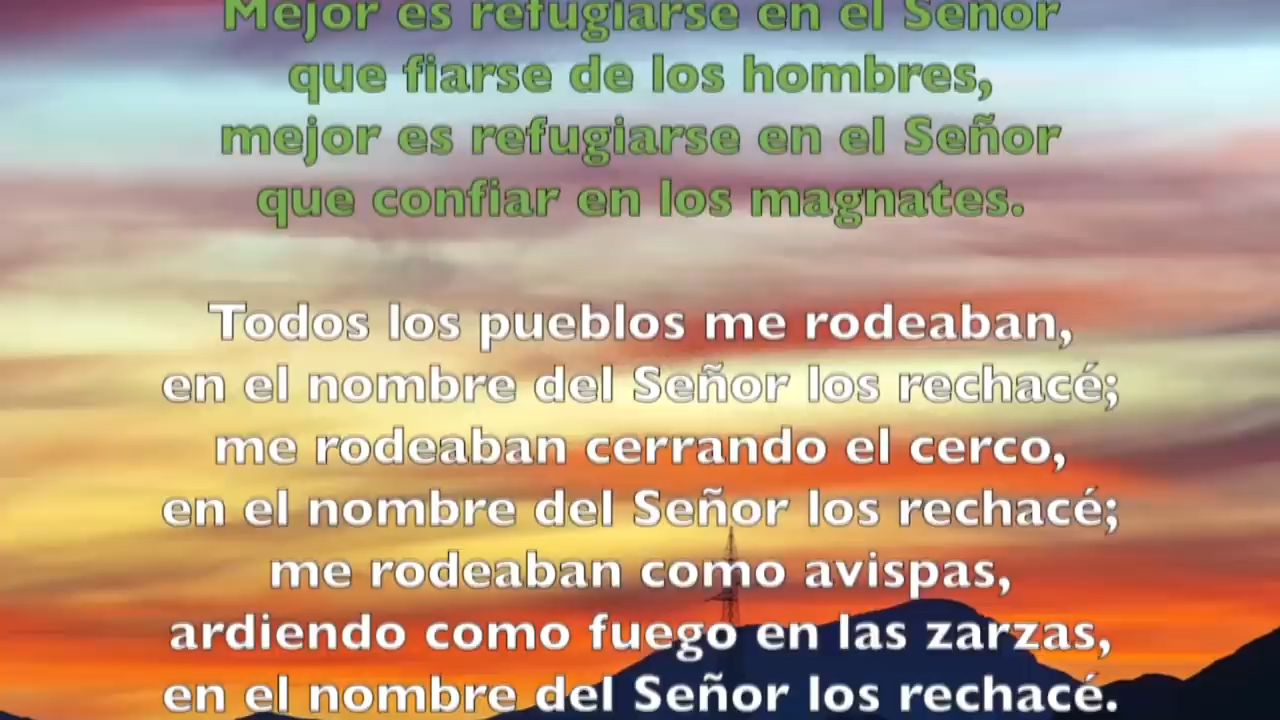 Mejor es refugiarse en el Señor
que fiarse de los hombres,
mejor es refugiarse en el Señor
que confiar en los magnates.
Todos los pueblos me rodeaban,
en el nombre del Señor los rechacé;
me rodeaban cerrando el cerco,
en el nombre del Señor los rechacé;
me rodeaban como avispas,
ardiendo como fuego en las zarzas,
en el nombre del Señor los rechacé.